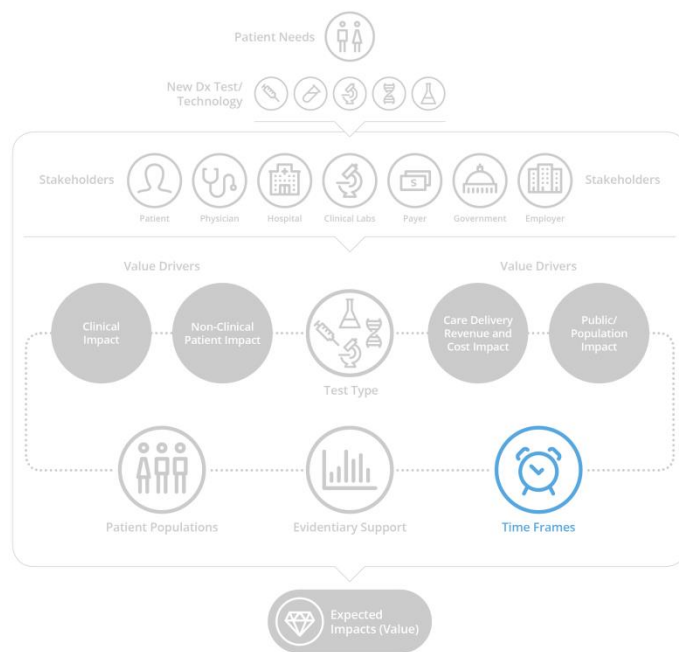 Patient Needs
New Dx Test/
Technology
Stakeholders
Stakeholders
Patient
Physician
Hospital
Clinical Labs
$
Payer
Government
Employer
Value Drivers
Value Drivers
Clinical
Impact
Non-Clinical
Patient Impact
Test Type
Care Delivery
Revenue and
Cost Impact
Public/
Population
Impact
Patient Populations
Evidentiary Support
Time Frames
Expected
Impacts (Value)